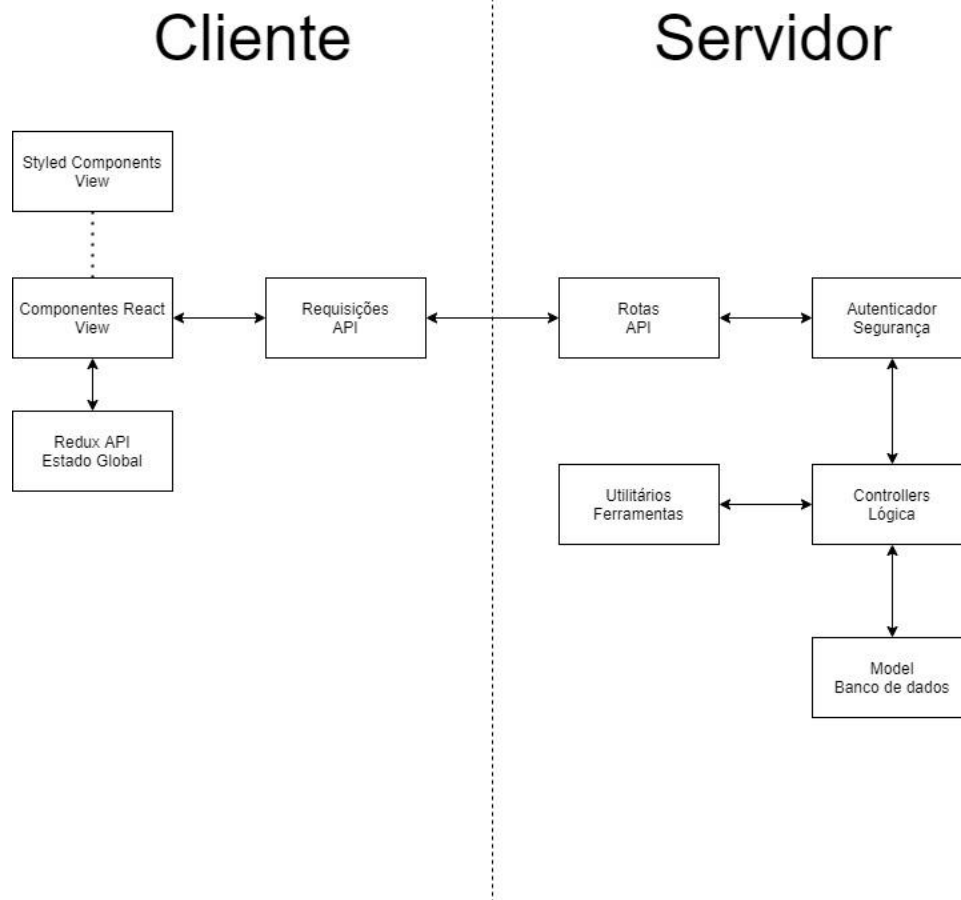 Cliente
Servidor
Styled Components
View
Componentes React
View
Requisições
API
Rotas
API
Autenticador
Segurança
Redux API
Estado Global
Utilitários
Ferramentas
Controllers
Lógica
Model
Banco de dados